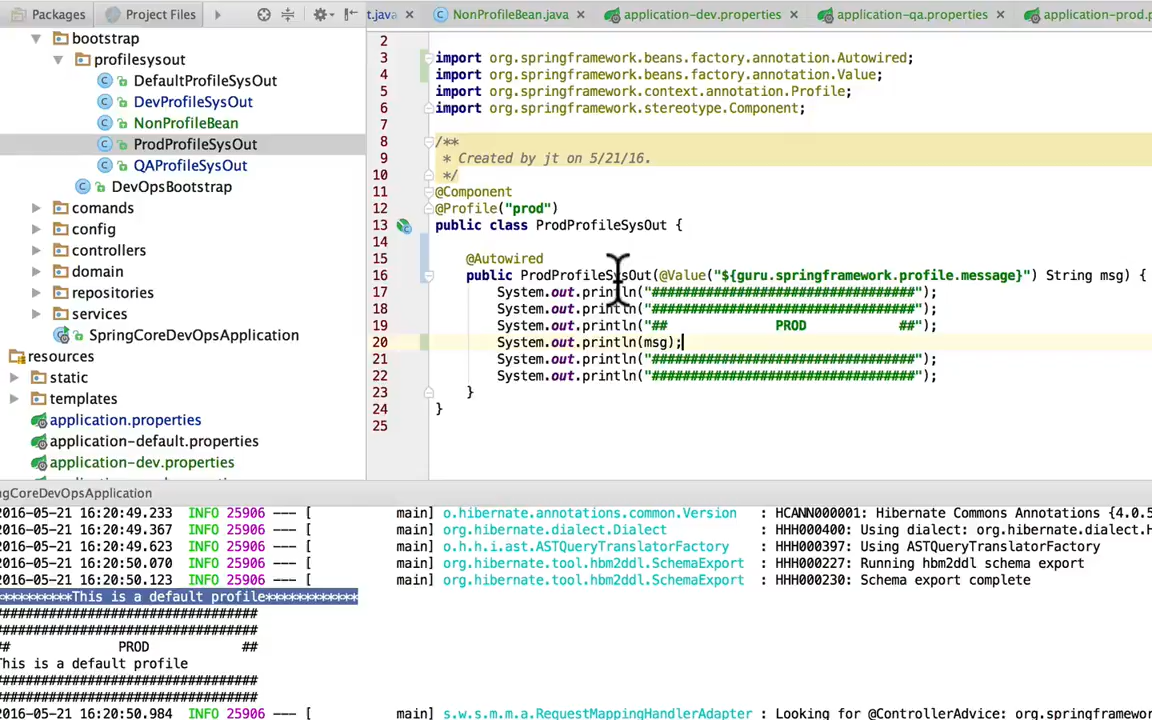 Packages Project Files t.java NonProfileBean.java application-dev.properties application-qa.properties application-prod.p
bootstrap
profilesysout
DefaultProfileSysOut
DevProfileSysOut
NonProfileBean
ProdProfileSysOut
QAProfileSysOut
DevOpsBootstrap
comands
config
controllers
domain
repositories
services
SpringCoreDevOpsApplication
resources
static
templates
application.properties
application-default.properties
application-dev.properties
2
3 import org.springframework.beans.factory.annotation.Autowired;
4 import org.springframework.beans.factory.annotation.Value;
5 import org.springframework.context.annotation.Profile;
6 import org.springframework.stereotype.Component;
7
8 /**
9 * Created by jt on 5/21/16.
10 */
11 @Component
12 @Profile("prod")
13 public class ProdProfileSysOut {
14
15 @Autowired
16 public ProdProfileSysOut(@Value("${guru.springframework.profile.message}") String msg) {
17 System.out.println("##################################");
18 System.out.println("##################################");
19 System.out.println("## PROD ##");
20 System.out.println(msg);
21 System.out.println("##################################");
22 System.out.println("##################################");
23 }
24 }
25
ngCoreDevOpsApplication
2016-05-21 16:20:49.233 INFO 25906 --- [ main] o.hibernate.annotations.common.Version : HCANN000001: Hibernate Commons Annotations {4.0.5
2016-05-21 16:20:49.367 INFO 25906 --- [ main] org.hibernate.dialect.Dialect : HHH000400: Using dialect: org.hibernate.dialect.H
2016-05-21 16:20:49.623 INFO 25906 --- [ main] o.h.h.i.ast.ASTQueryTranslatorFactory : HHH000397: Using ASTQueryTranslatorFactory
2016-05-21 16:20:50.070 INFO 25906 --- [ main] org.hibernate.tool.hbm2ddl.SchemaExport : HHH000227: Running hbm2ddl schema export
2016-05-21 16:20:50.123 INFO 25906 --- [ main] org.hibernate.tool.hbm2ddl.SchemaExport : HHH000230: Schema export complete
**********This is a default profile************
##################################
##################################
## PROD ##
This is a default profile
##################################
##################################
2016-05-21 16:20:50.984 INFO 25906 --- [ main] s.w.s.m.m.a.RequestMappingHandlerAdapter : Looking for @ControllerAdvice: org.springframewor